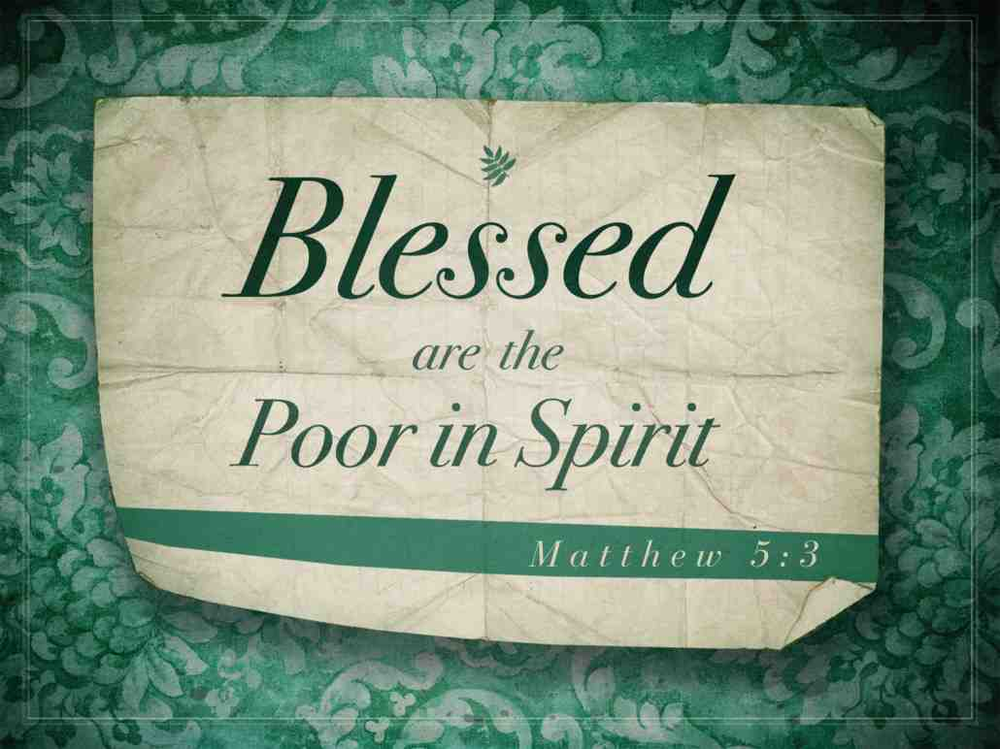 Blessed
are the
Poor in Spirit
Matthew 5:3